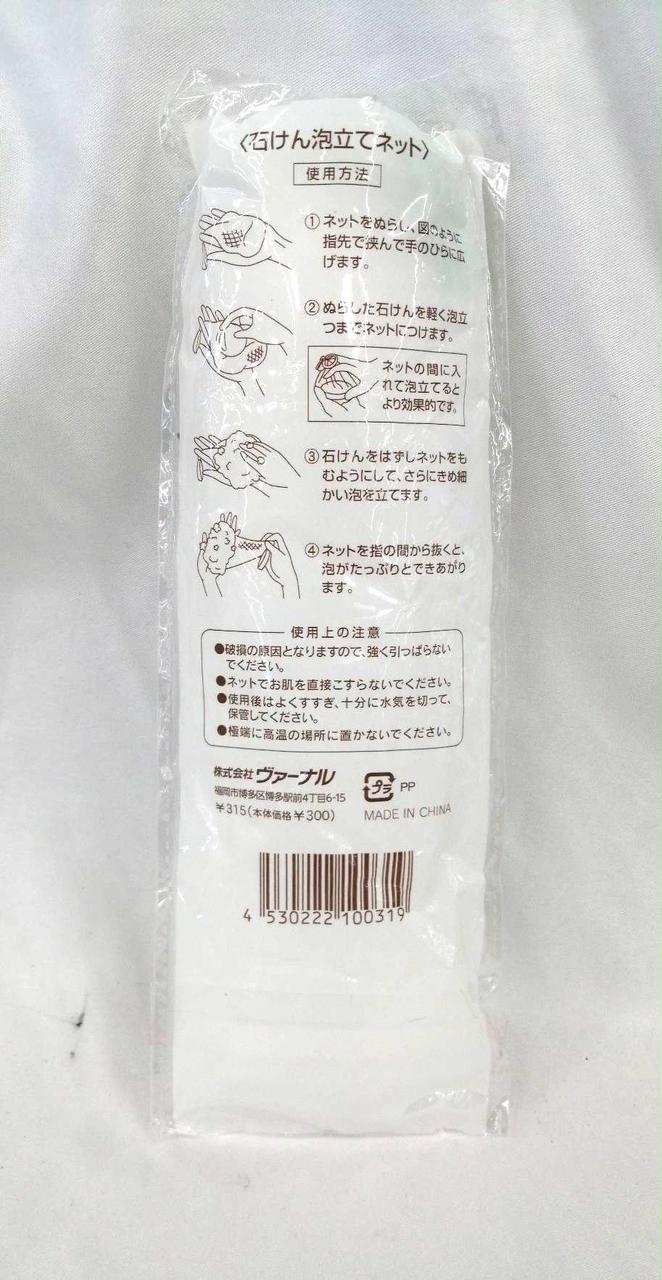 〈石けん泡立てネット〉
使用方法
①ネットをぬらし、図のように
指先で挟んで手のひらに広
げます。
②ぬらした石けんを軽く泡立
つまでネットにつけます。
ネットの間に入
れて泡立てると
より効果的です。
③石けんをはずしネットをも
むようにして、さらにきめ細
かい泡を立てます。
④ネットを指の間から抜くと、
泡がたっぷりとできあがり
ます。
使用上の注意
●破損の原因となりますので、強く引っぱらない
でください。
●ネットでお肌を直接こすらないでください。
●使用後はよくすすぎ、十分に水気を切って、
保管してください。
●極端に高温の場所に置かないでください。
株式会社 ヴァーナル
福岡市博多区博多駅前4丁目6-15
¥315(本体価格¥300)
プラ PP
MADE IN CHINA
4 530222 100319